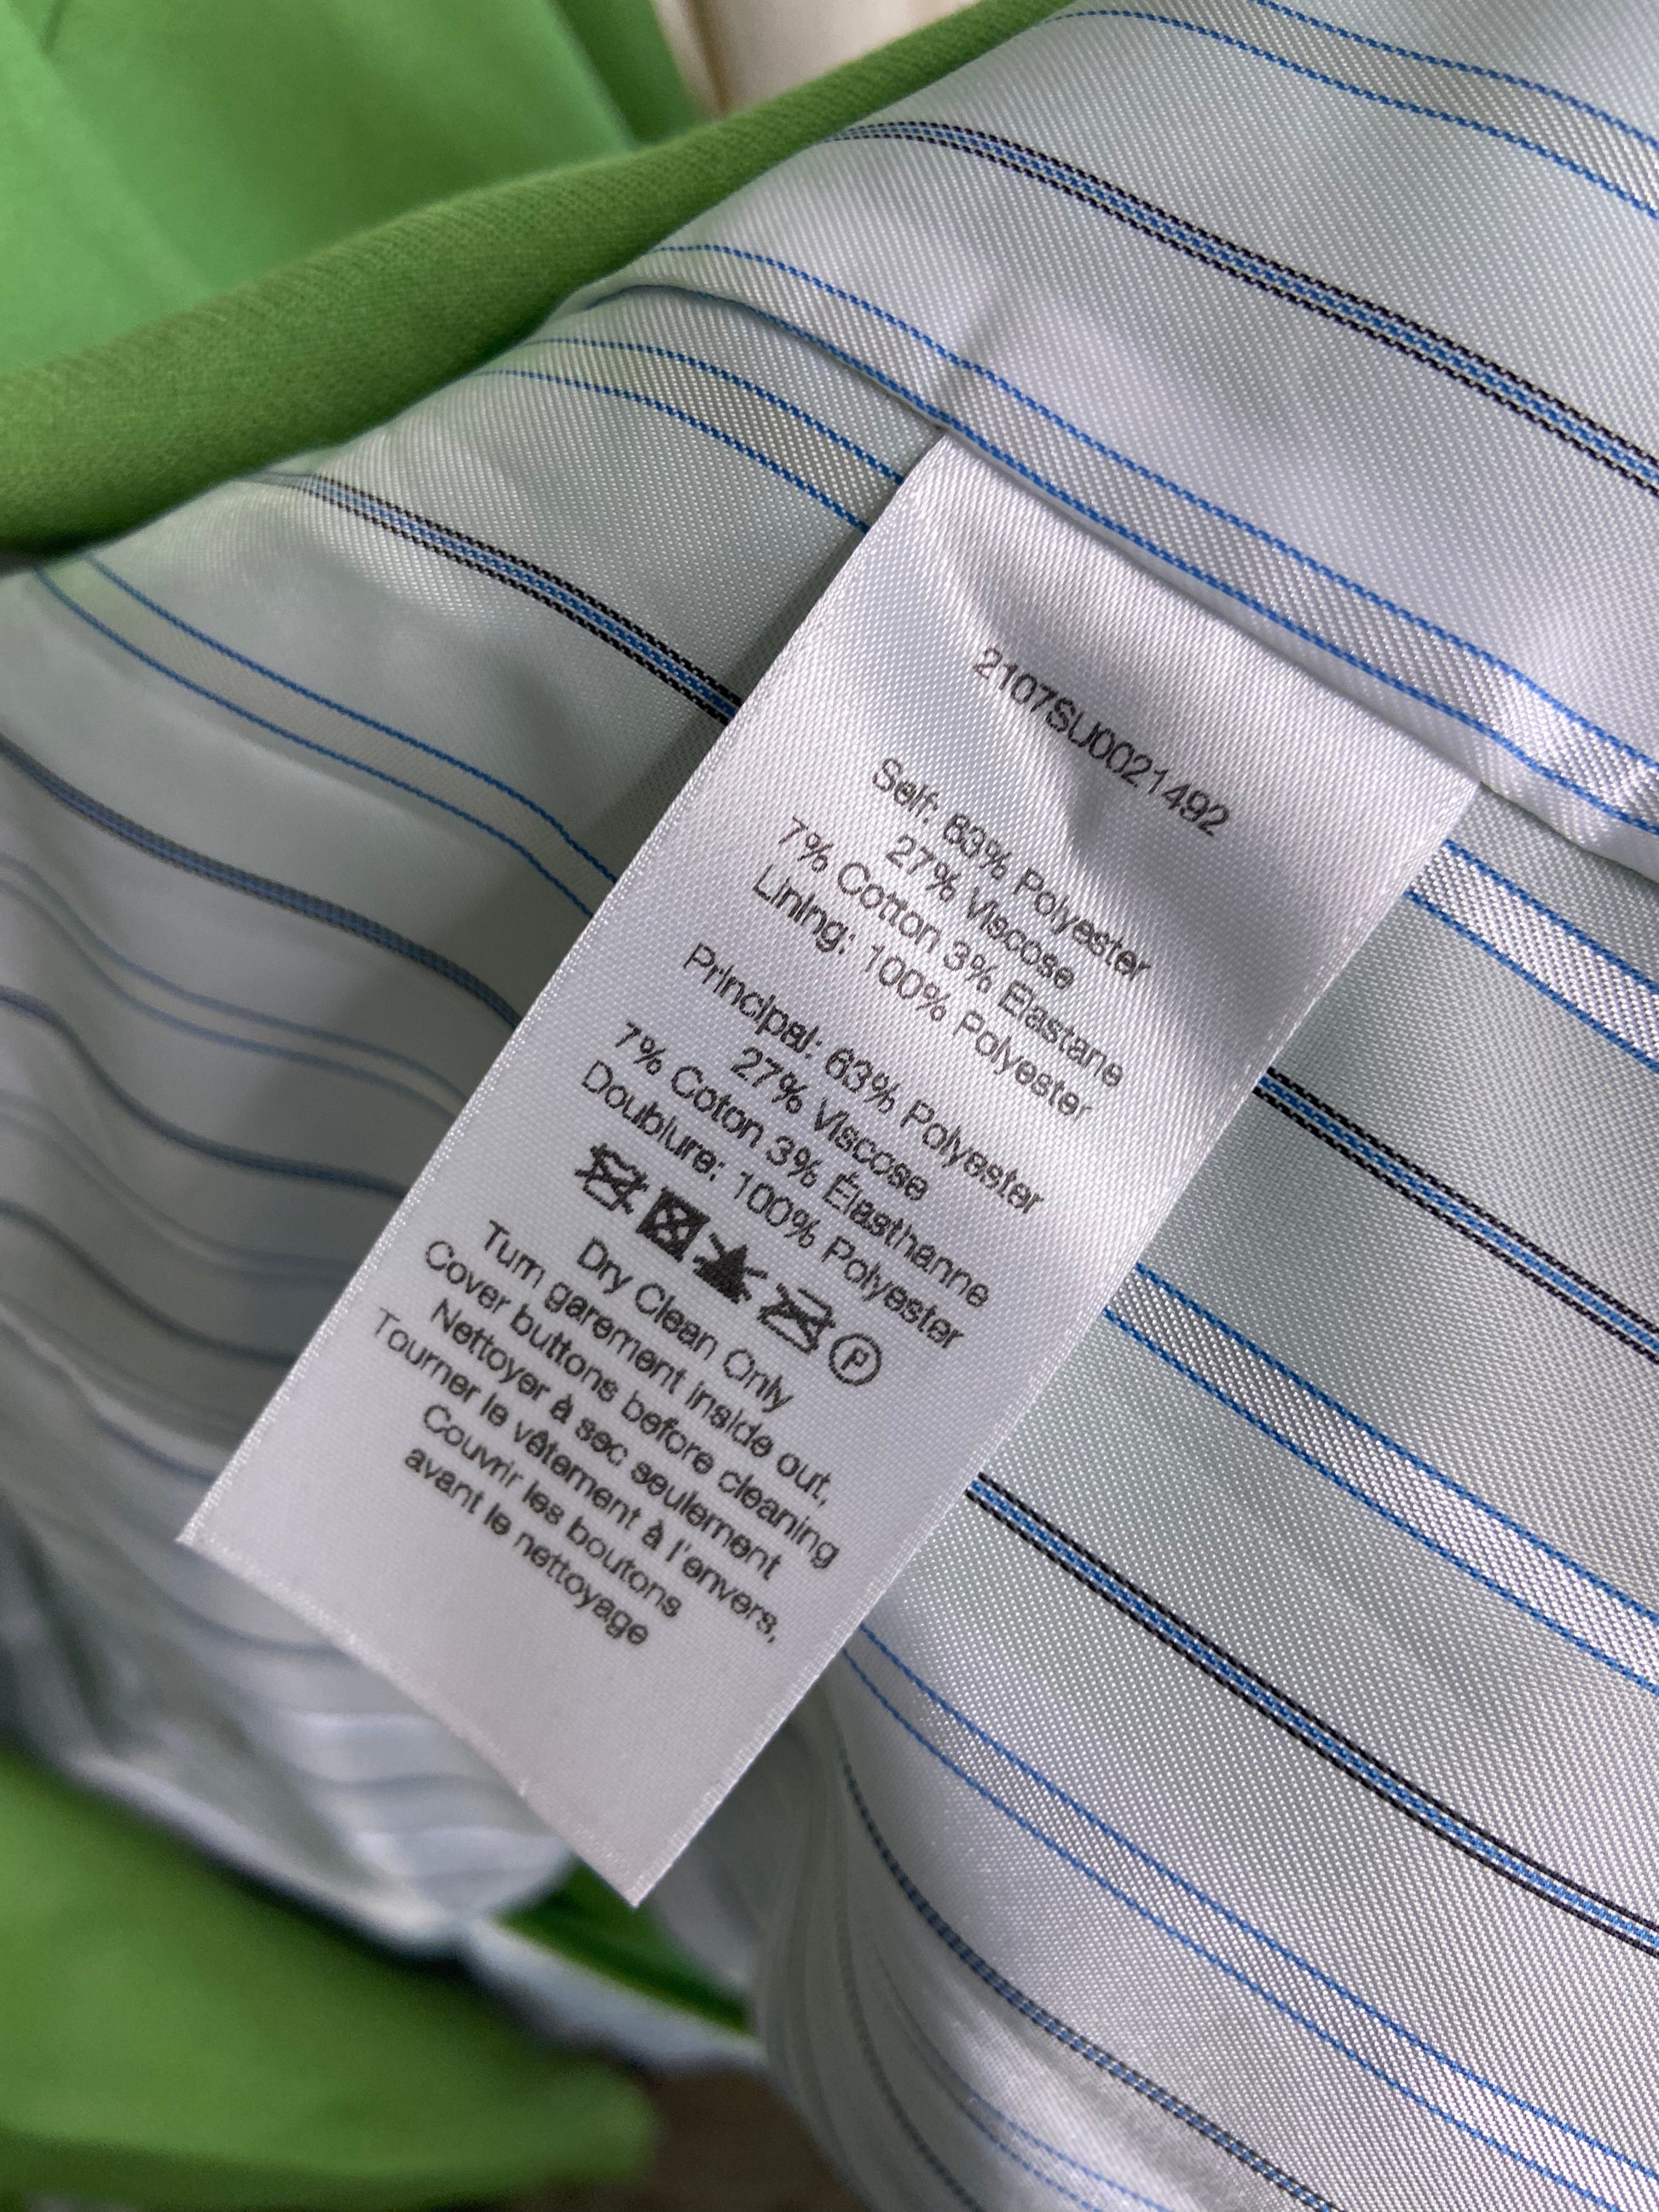 2107SU0021492
Self: 63% Polyester
27% Viscose
7% Cotton 3% Elastane
Lining: 100% Polyester
Principal: 63% Polyester
27% Viscose
7% Coton 3% Élasthanne
Doublure: 100% Polyester
P
Dry Clean Only
Turn garement inside out,
Cover buttons before cleaning
Nettoyer à sec seulement
Tourner le vêtement à l'envers,
Couvrir les boutons
avant le nettoyage